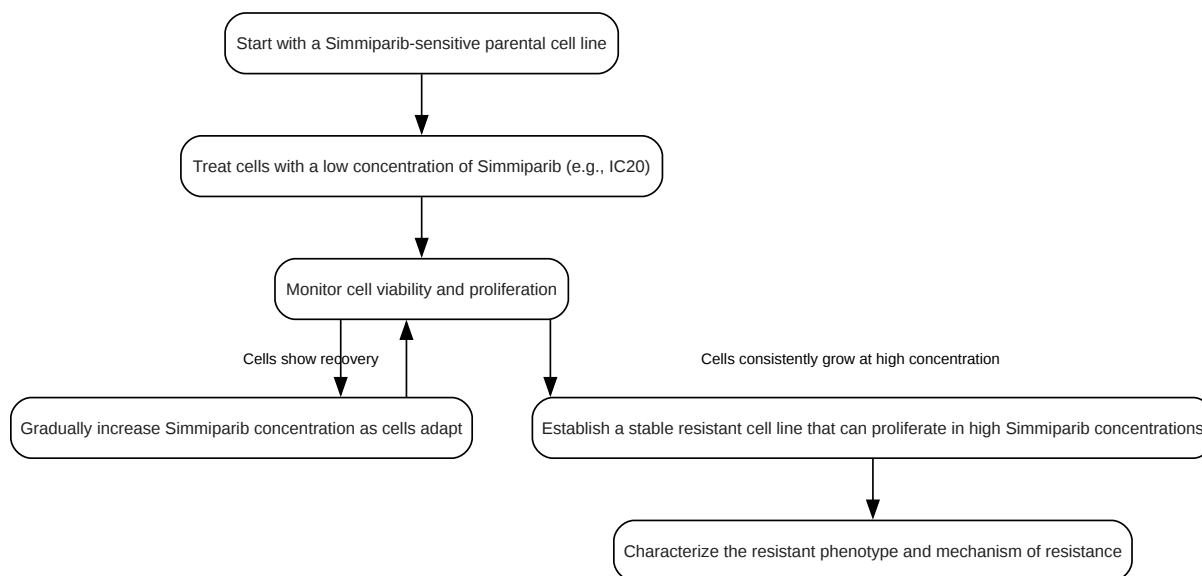 Start with a Simmiparib-sensitive parental cell line
Treat cells with a low concentration of Simmiparib (e.g., IC20)
Monitor cell viability and proliferation
Cells show recovery
Cells consistently grow at high concentration
Gradually increase Simmiparib concentration as cells adapt
Establish a stable resistant cell line that can proliferate in high Simmiparib concentrations
Characterize the resistant phenotype and mechanism of resistance